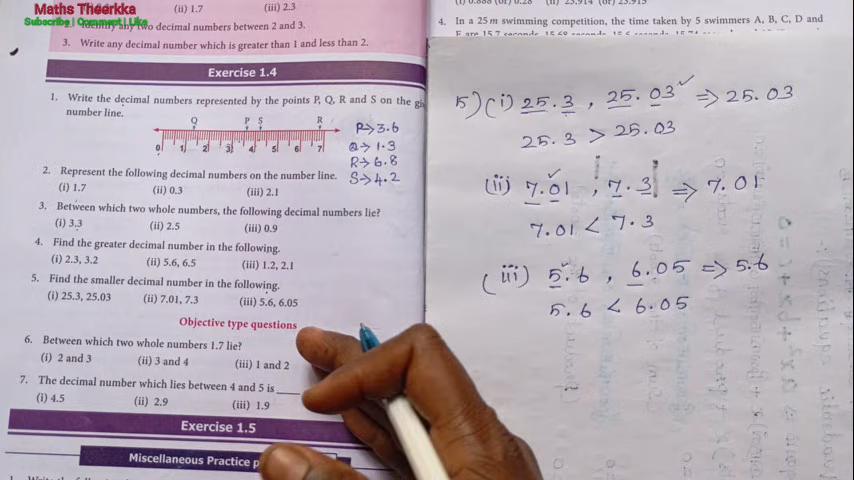 Maths Theerkka
Subscribe | Comment | Like
(ii) 1.7 (iii) 2.3
two decimal numbers between 2 and 3.
3. Write any decimal number which is greater than 1 and less than 2.
Exercise 1.4
1. Write the decimal numbers represented by the points P, Q, R and S on the
number line.
Q P S R
0 1 2 3 4 5 6 7
P→3.6
Q→1.3
R→6.8
S→4.2
2. Represent the following decimal numbers on the number line.
(i) 1.7 (ii) 0.3 (iii) 2.1
3. Between which two whole numbers, the following decimal numbers lie?
(i) 3.3 (ii) 2.5 (iii) 0.9
4. Find the greater decimal number in the following.
(i) 2.3, 3.2 (ii) 5.6, 6.5 (iii) 1.2, 2.1
5. Find the smaller decimal number in the following.
(i) 25.3, 25.03 (ii) 7.01, 7.3 (iii) 5.6, 6.05
Objective type questions
6. Between which two whole numbers 1.7 lie?
(i) 2 and 3 (ii) 3 and 4 (iii) 1 and 2
7. The decimal number which lies between 4 and 5 is ____
(i) 4.5 (ii) 2.9 (iii) 1.9
Exercise 1.5
Miscellaneous Practice
4. In a 25m swimming competition, the time taken by 5 swimmers A, B, C, D and
5) (i) 25.3 , 25.03 ✓ ⇒ 25.03
25.3 > 25.03
(ii) 7.01 , 7.3 ⇒ 7.01
7.01 < 7.3
(iii) 5.6 , 6.05 ⇒ 5.6
5.6 < 6.05